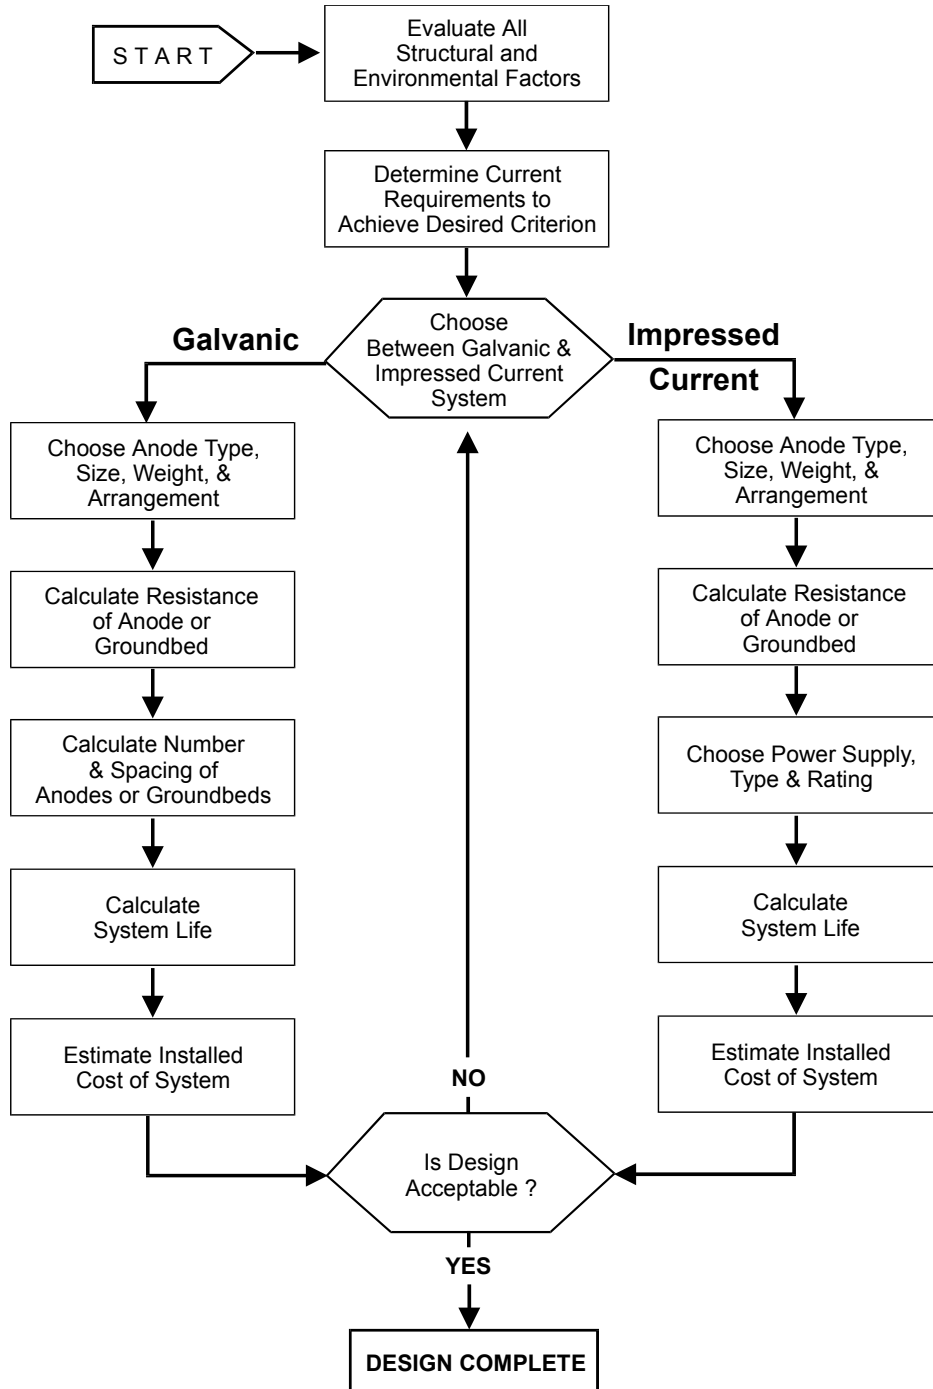 START
Evaluate All
Structural and
Environmental Factors
Determine Current
Requirements to
Achieve Desired Criterion
Choose
Between Galvanic &
Impressed Current
System
Galvanic
Impressed
Current
Choose Anode Type,
Size, Weight, &
Arrangement
Calculate Resistance
of Anode or
Groundbed
Calculate Number
& Spacing of
Anodes or Groundbeds
Calculate
System Life
Estimate Installed
Cost of System
Choose Anode Type,
Size, Weight, &
Arrangement
Calculate Resistance
of Anode or
Groundbed
Choose Power Supply,
Type & Rating
Calculate
System Life
Estimate Installed
Cost of System
NO
Is Design
Acceptable ?
YES
DESIGN COMPLETE